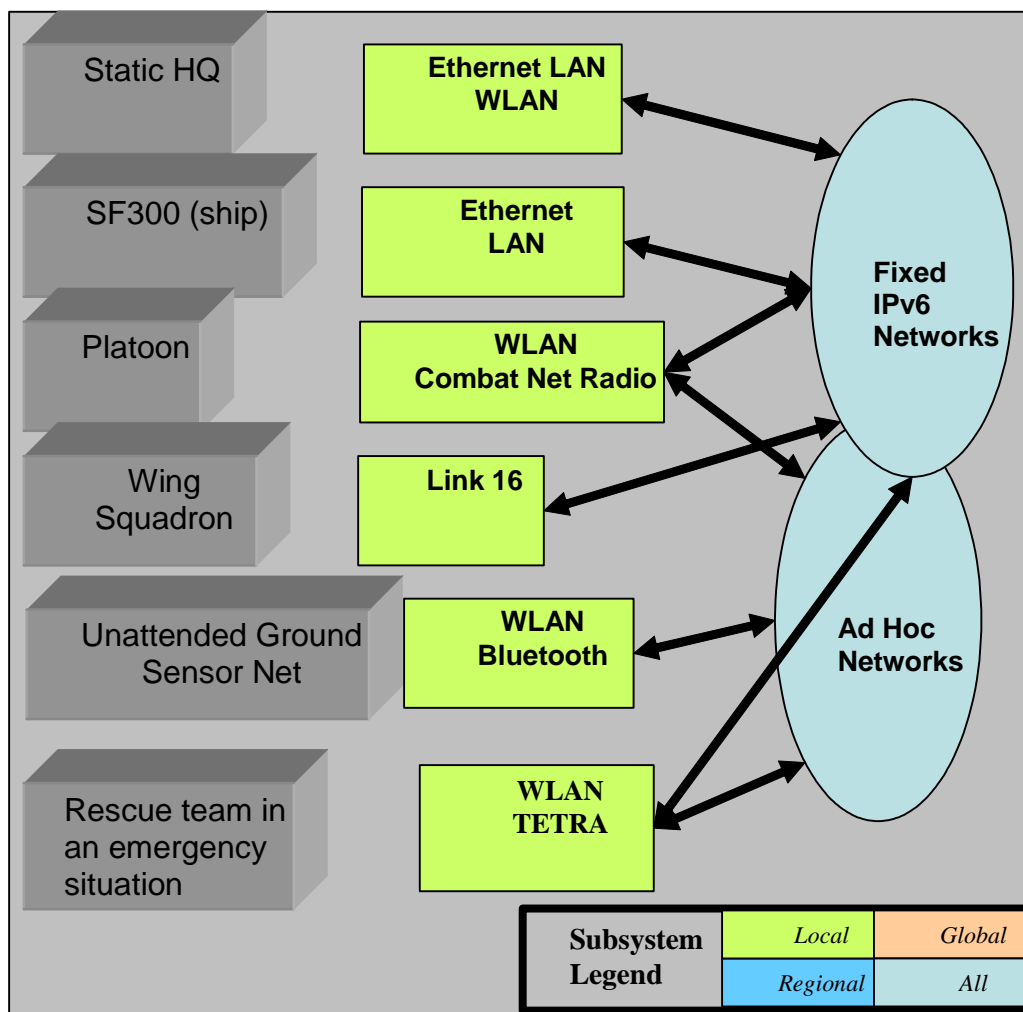 Static HQ
Ethernet LAN
WLAN
SF300 (ship)
Ethernet
LAN
Fixed
IPv6
Networks
Platoon
WLAN
Combat Net Radio
Wing
Squadron
Link 16
Unattended Ground
Sensor Net
WLAN
Bluetooth
Ad Hoc
Networks
Rescue team in
an emergency
situation
WLAN
TETRA
Subsystem
Legend
Local
Global
Regional
All